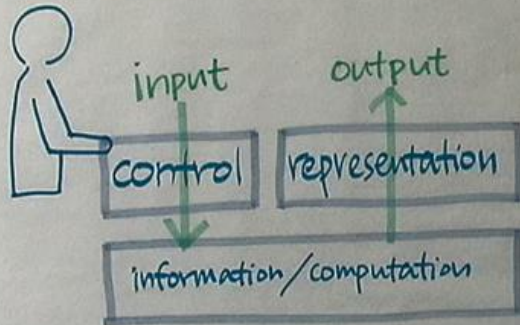 input output
control representation
information/computation